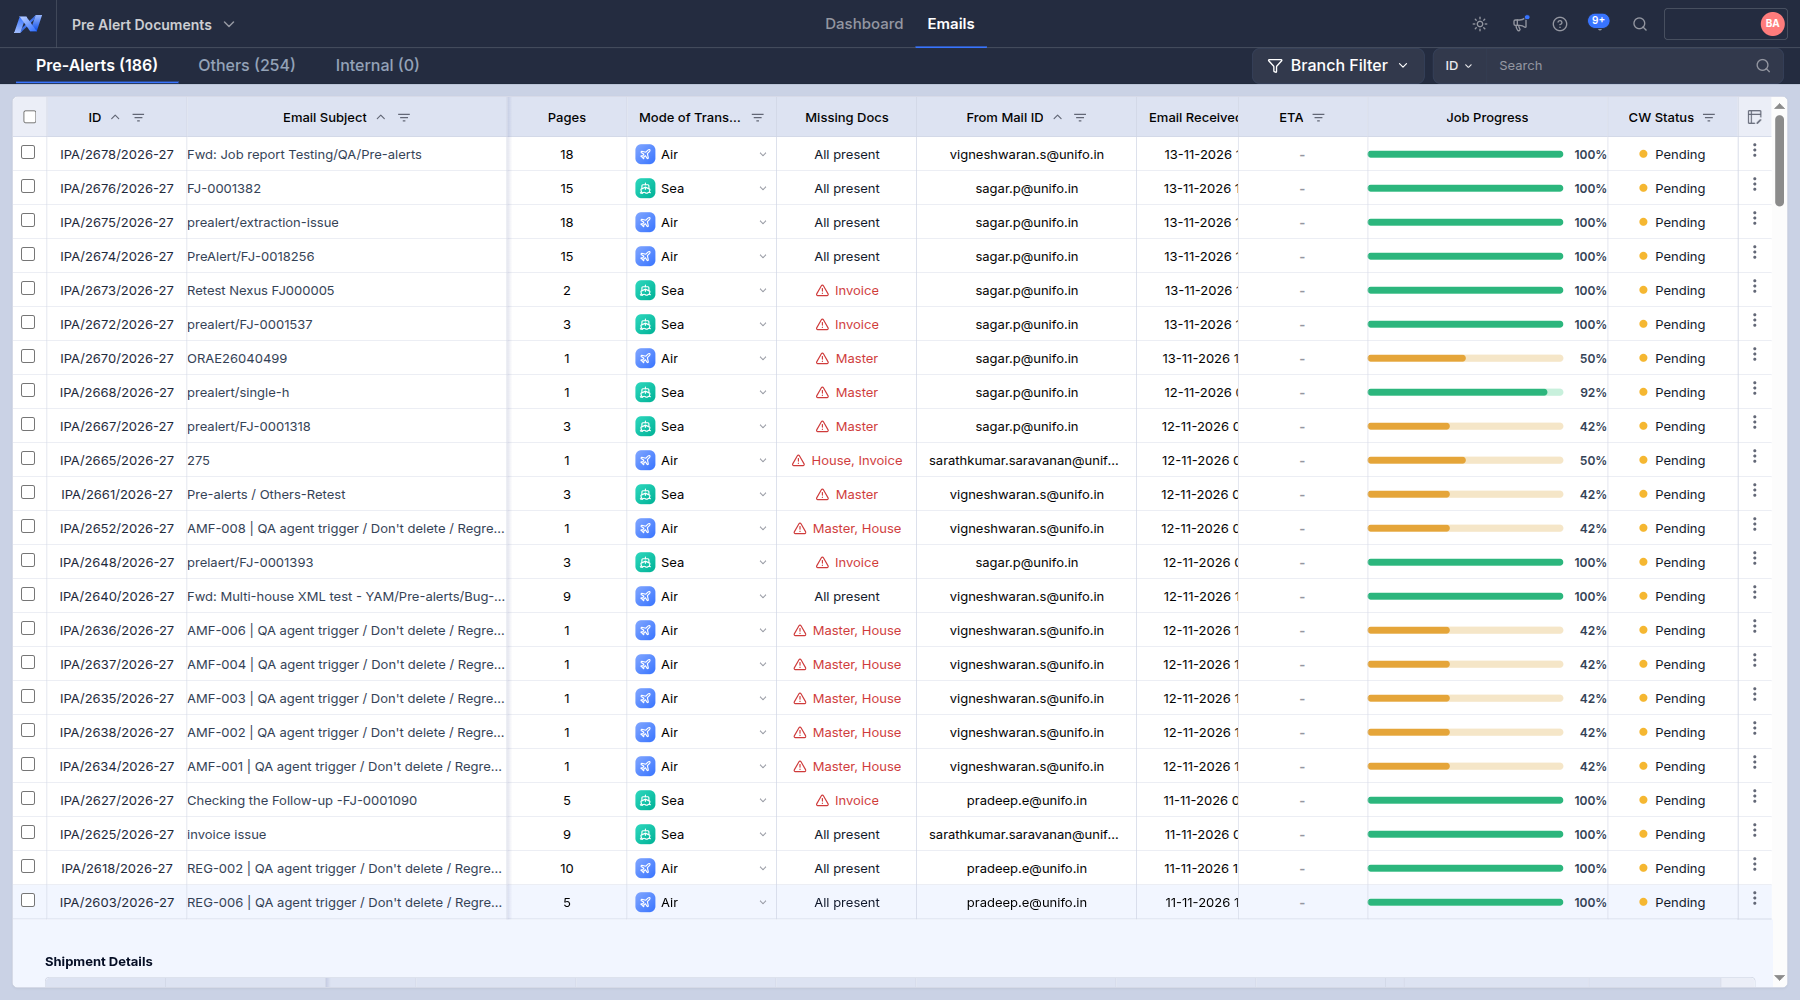 Pre Alert Documents Dashboard Emails 9+ BA
Pre-Alerts (186) Others (254) Internal (0) Branch Filter ID Search
ID Email Subject Pages Mode of Trans... Missing Docs From Mail ID Email Received ETA Job Progress CW Status
IPA/2678/2026-27 Fwd: Job report Testing/QA/Pre-alerts 18 Air All present vigneshwaran.s@unifo.in 13-11-2026 - 100% Pending
IPA/2676/2026-27 FJ-0001382 15 Sea All present sagar.p@unifo.in 13-11-2026 - 100% Pending
IPA/2675/2026-27 prealert/extraction-issue 18 Air All present sagar.p@unifo.in 13-11-2026 - 100% Pending
IPA/2674/2026-27 PreAlert/FJ-0018256 15 Air All present sagar.p@unifo.in 13-11-2026 - 100% Pending
IPA/2673/2026-27 Retest Nexus FJ000005 2 Sea Invoice sagar.p@unifo.in 13-11-2026 - 100% Pending
IPA/2672/2026-27 prealert/FJ-0001537 3 Sea Invoice sagar.p@unifo.in 13-11-2026 - 100% Pending
IPA/2670/2026-27 ORAE26040499 1 Air Master sagar.p@unifo.in 13-11-2026 - 50% Pending
IPA/2668/2026-27 prealert/single-h 1 Sea Master sagar.p@unifo.in 12-11-2026 - 92% Pending
IPA/2667/2026-27 prealert/FJ-0001318 3 Sea Master sagar.p@unifo.in 12-11-2026 - 42% Pending
IPA/2665/2026-27 275 1 Air House, Invoice sarathkumar.saravanan@unif... 12-11-2026 - 50% Pending
IPA/2661/2026-27 Pre-alerts / Others-Retest 3 Sea Master vigneshwaran.s@unifo.in 12-11-2026 - 42% Pending
IPA/2652/2026-27 AMF-008 | QA agent trigger / Don't delete / Regre... 1 Air Master, House vigneshwaran.s@unifo.in 12-11-2026 - 42% Pending
IPA/2648/2026-27 prelaert/FJ-0001393 3 Sea Invoice sagar.p@unifo.in 12-11-2026 - 100% Pending
IPA/2640/2026-27 Fwd: Multi-house XML test - YAM/Pre-alerts/Bug-... 9 Air All present vigneshwaran.s@unifo.in 12-11-2026 - 100% Pending
IPA/2636/2026-27 AMF-006 | QA agent trigger / Don't delete / Regre... 1 Air Master, House vigneshwaran.s@unifo.in 12-11-2026 - 42% Pending
IPA/2637/2026-27 AMF-004 | QA agent trigger / Don't delete / Regre... 1 Air Master, House vigneshwaran.s@unifo.in 12-11-2026 - 42% Pending
IPA/2635/2026-27 AMF-003 | QA agent trigger / Don't delete / Regre... 1 Air Master, House vigneshwaran.s@unifo.in 12-11-2026 - 42% Pending
IPA/2638/2026-27 AMF-002 | QA agent trigger / Don't delete / Regre... 1 Air Master, House vigneshwaran.s@unifo.in 12-11-2026 - 42% Pending
IPA/2634/2026-27 AMF-001 | QA agent trigger / Don't delete / Regre... 1 Air Master, House vigneshwaran.s@unifo.in 12-11-2026 - 42% Pending
IPA/2627/2026-27 Checking the Follow-up -FJ-0001090 5 Sea Invoice pradeep.e@unifo.in 11-11-2026 - 100% Pending
IPA/2625/2026-27 invoice issue 9 Sea All present sarathkumar.saravanan@unif... 11-11-2026 - 100% Pending
IPA/2618/2026-27 REG-002 | QA agent trigger / Don't delete / Regre... 10 Air All present pradeep.e@unifo.in 11-11-2026 - 100% Pending
IPA/2603/2026-27 REG-006 | QA agent trigger / Don't delete / Regre... 5 Air All present pradeep.e@unifo.in 11-11-2026 - 100% Pending
Shipment Details